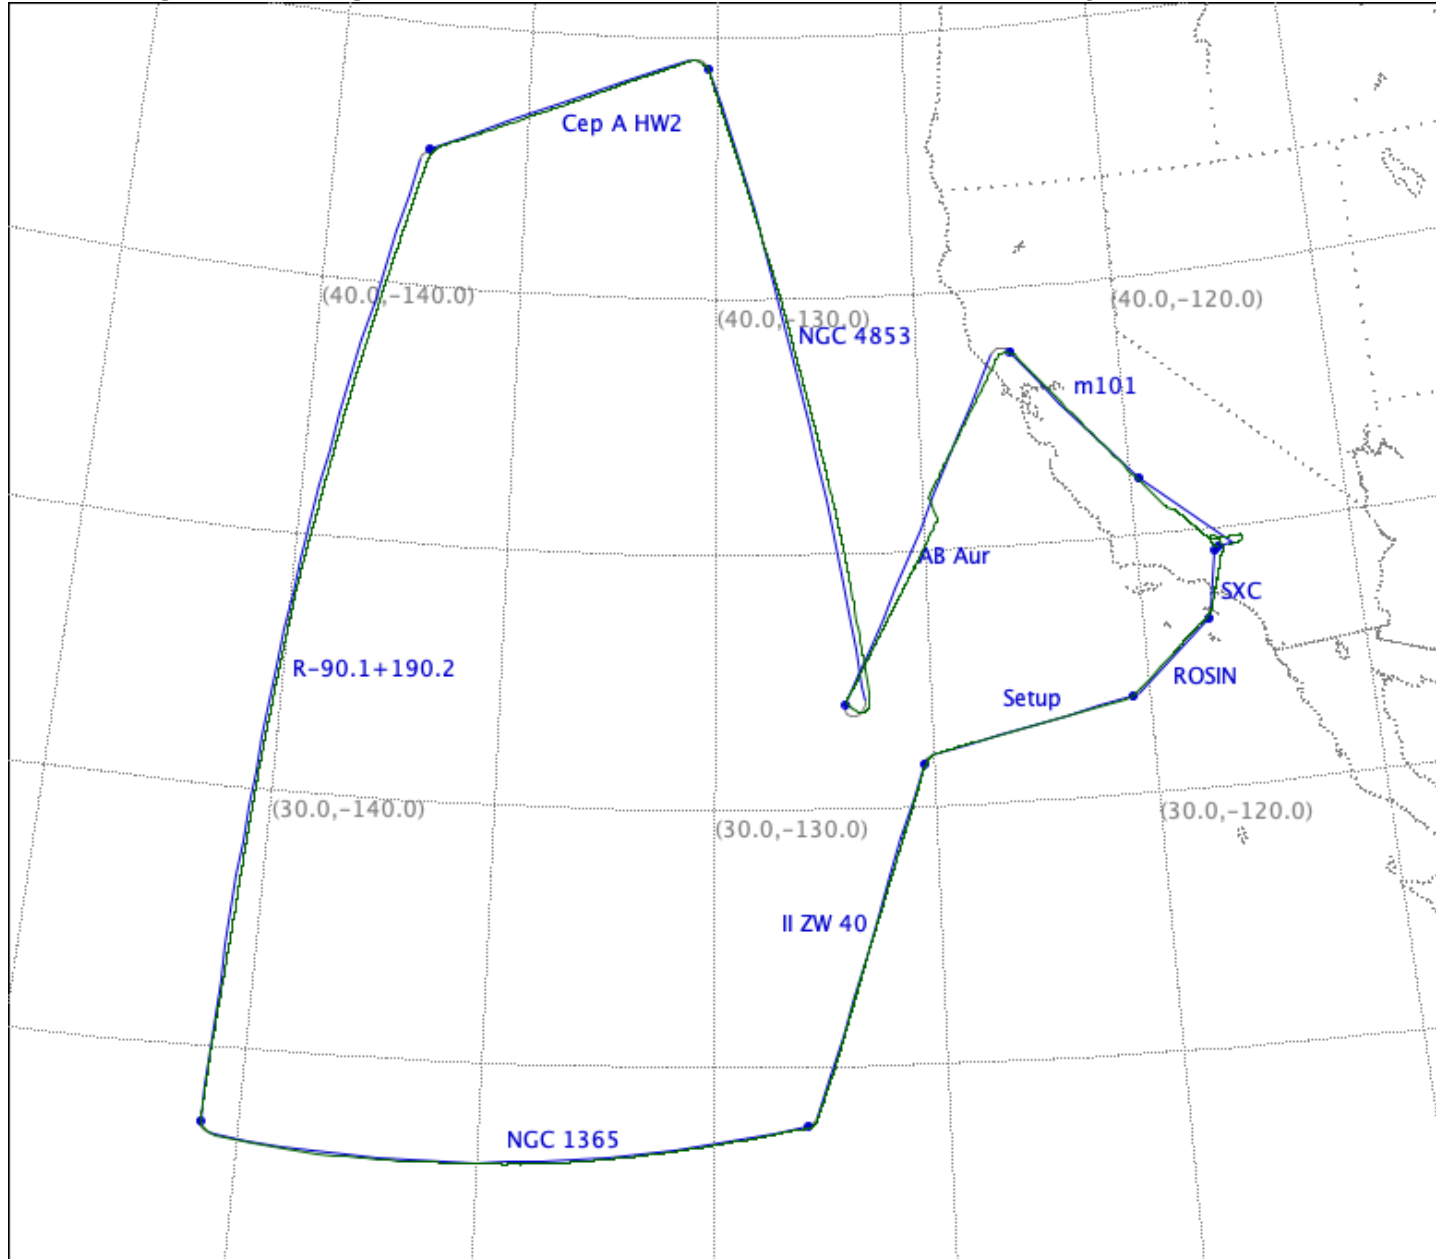 Cep A HW2
(40.0,-140.0)
(40.0,-120.0)
(40.0,-130.0)
NGC 4853
m101
AB Aur
SXC
R-90.1+190.2
ROSIN
Setup
(30.0,-140.0)
(30.0,-120.0)
(30.0,-130.0)
II ZW 40
NGC 1365